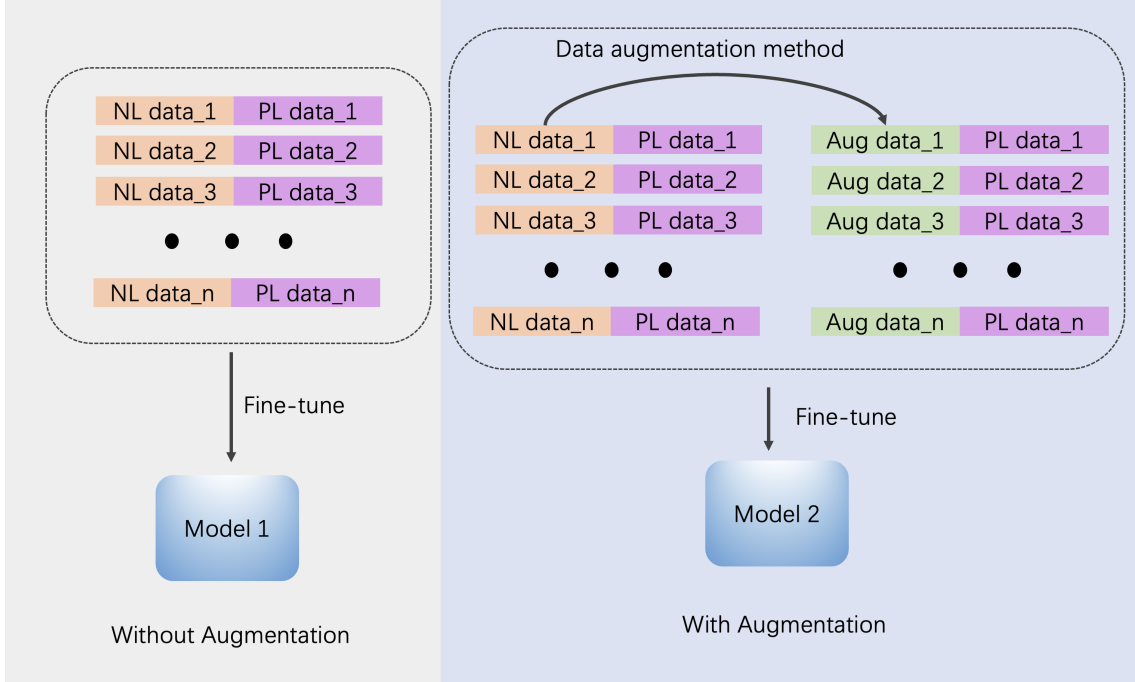 NL data_1 PL data_1
NL data_2 PL data_2
NL data_3 PL data_3
NL data_n PL data_n
Fine-tune
Model 1
Without Augmentation
Data augmentation method
NL data_1 PL data_1 Aug data_1 PL data_1
NL data_2 PL data_2 Aug data_2 PL data_2
NL data_3 PL data_3 Aug data_3 PL data_3
NL data_n PL data_n Aug data_n PL data_n
Fine-tune
Model 2
With Augmentation